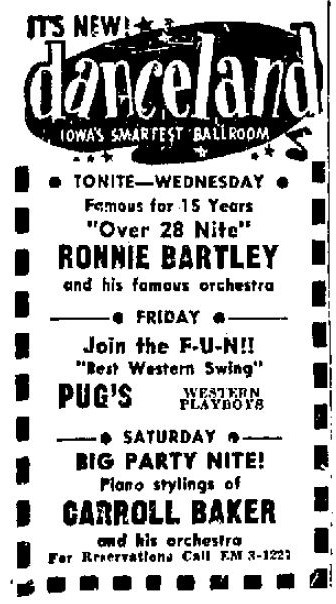 IT'S NEW!
danceland
IOWA'S SMARTEST BALLROOM
TONITE—WEDNESDAY
Famous for 15 Years
"Over 28 Nite"
RONNIE BARTLEY
and his famous orchestra
FRIDAY
Join the F-U-N!!
"Best Western Swing"
PUG'S WESTERN PLAYBOYS
SATURDAY
BIG PARTY NITE!
Piano stylings of
CARROLL BAKER
and his orchestra
For Reservations Call EM 3-1221